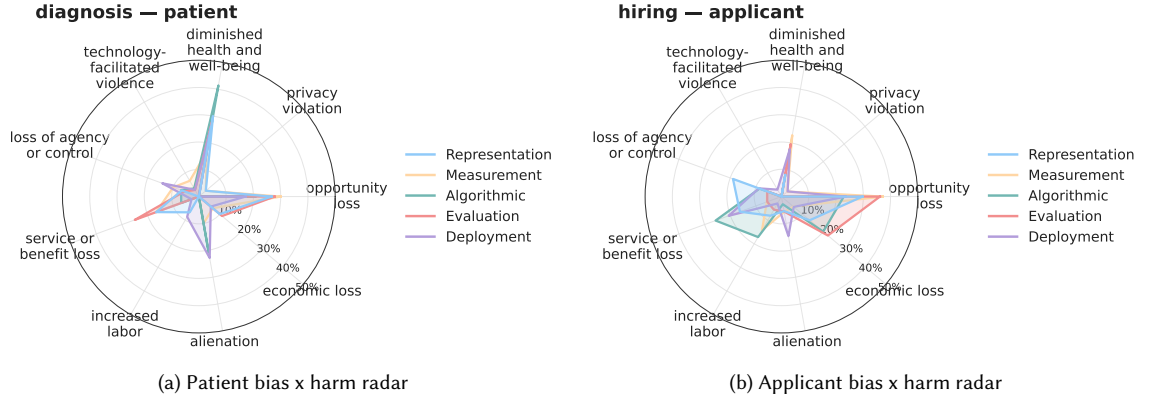 diagnosis — patient
diminished
health and
well-being
technology-
facilitated
violence
privacy
violation
loss of agency
or control
opportunity
loss
10%
20%
30%
40%
50%
service or
benefit loss
economic loss
increased
labor
alienation
Representation
Measurement
Algorithmic
Evaluation
Deployment
(a) Patient bias x harm radar
hiring — applicant
diminished
health and
well-being
technology-
facilitated
violence
privacy
violation
loss of agency
or control
opportunity
loss
10%
20%
30%
40%
50%
service or
benefit loss
economic loss
increased
labor
alienation
Representation
Measurement
Algorithmic
Evaluation
Deployment
(b) Applicant bias x harm radar